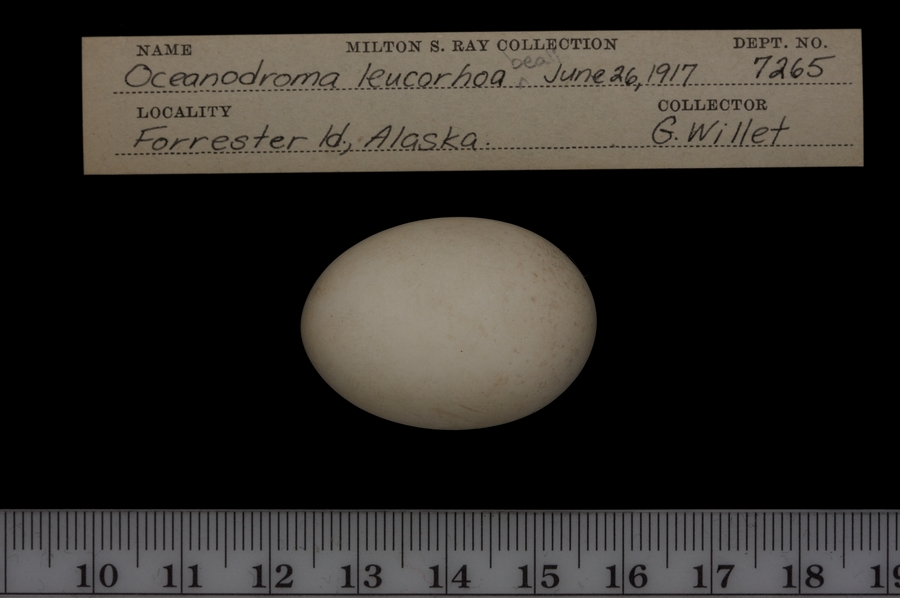 NAME MILTON S. RAY COLLECTION DEPT. NO.
Oceanodroma leucorhoa beali June 26, 1917 7265
LOCALITY COLLECTOR
Forrester Id., Alaska. G. Willet
10 11 12 13 14 15 16 17 18 19